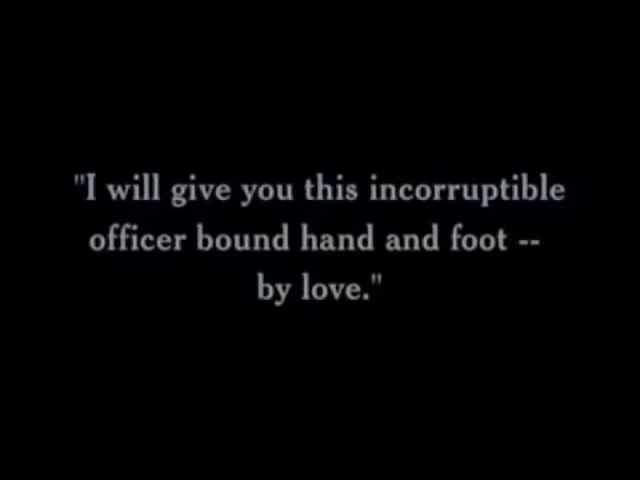 "I will give you this incorruptible
officer bound hand and foot --
by love."